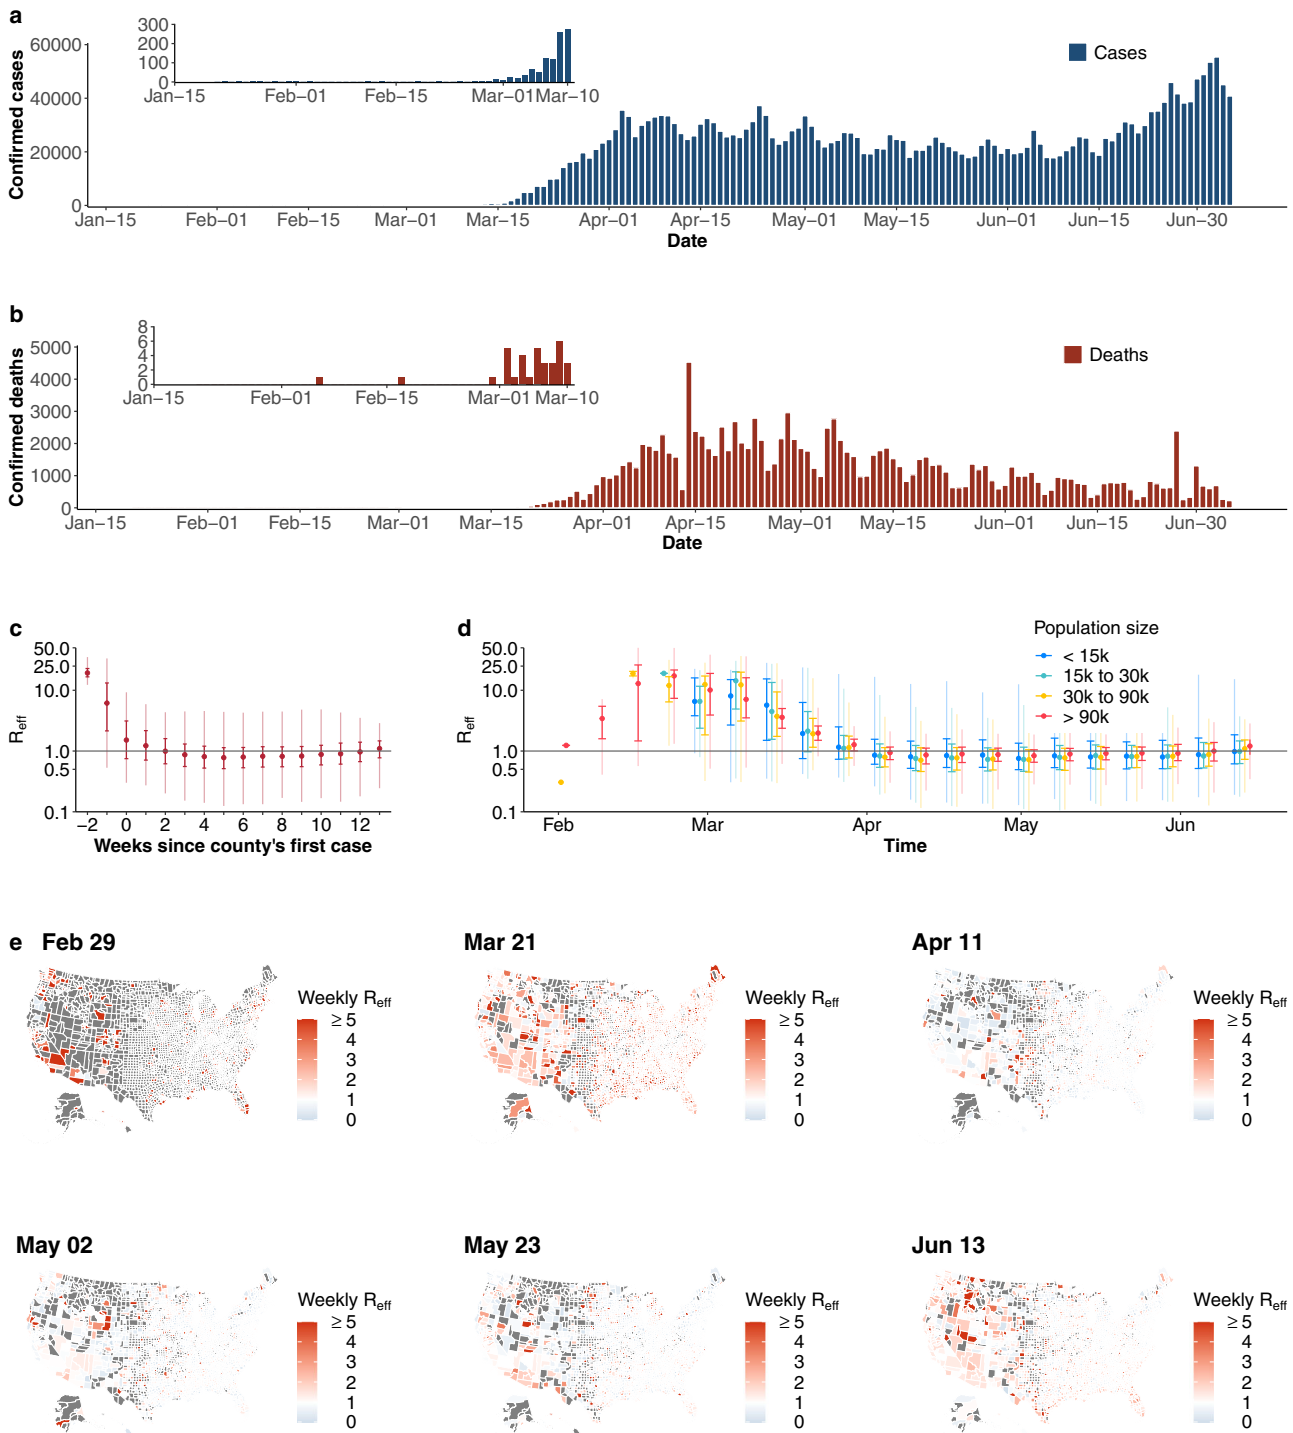 a
300
200
100
0
Jan–15
Feb–01
Feb–15
Mar–01
Mar–10
Cases
Confirmed cases
60000
40000
20000
0
Jan–15
Feb–01
Feb–15
Mar–01
Mar–15
Apr–01
Apr–15
May–01
May–15
Jun–01
Jun–15
Jun–30
Date
b
8
6
4
2
0
Jan–15
Feb–01
Feb–15
Mar–01
Mar–10
Deaths
Confirmed deaths
5000
4000
3000
2000
1000
0
Jan–15
Feb–01
Feb–15
Mar–01
Mar–15
Apr–01
Apr–15
May–01
May–15
Jun–01
Jun–15
Jun–30
Date
c
Reff
50.0
25.0
10.0
1.0
0.5
0.1
−2
0
2
4
6
8
10
12
Weeks since county's first case
d
Population size
< 15k
15k to 30k
30k to 90k
> 90k
Reff
50.0
25.0
10.0
1.0
0.5
0.1
Feb
Mar
Apr
May
Jun
Time
e
Feb 29
Weekly Reff
≥ 5
4
3
2
1
0
Mar 21
Weekly Reff
≥ 5
4
3
2
1
0
Apr 11
Weekly Reff
≥ 5
4
3
2
1
0
May 02
Weekly Reff
≥ 5
4
3
2
1
0
May 23
Weekly Reff
≥ 5
4
3
2
1
0
Jun 13
Weekly Reff
≥ 5
4
3
2
1
0